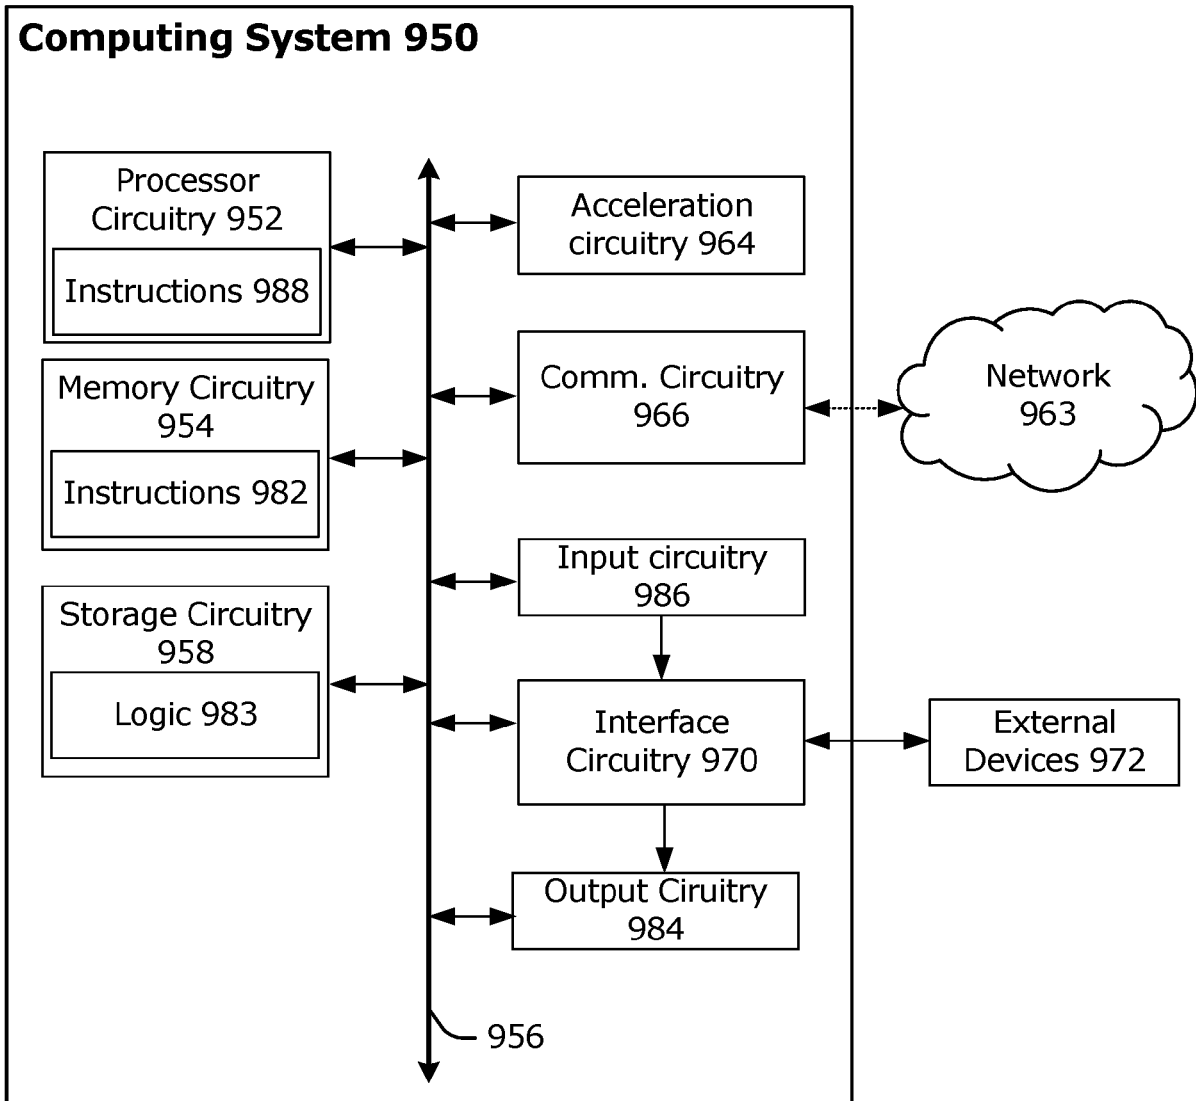 Computing System 950
Processor
Circuitry 952
Instructions 988
Memory Circuitry
954
Instructions 982
Storage Circuitry
958
Logic 983
Acceleration
circuitry 964
Comm. Circuitry
966
Network
963
Input circuitry
986
Interface
Circuitry 970
External
Devices 972
Output Ciruitry
984
956